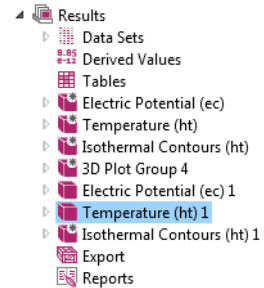 Results
Data Sets
8.85
e-12 Derived Values
Tables
Electric Potential (ec)
Temperature (ht)
Isothermal Contours (ht)
3D Plot Group 4
Electric Potential (ec) 1
Temperature (ht) 1
Isothermal Contours (ht) 1
Export
Reports